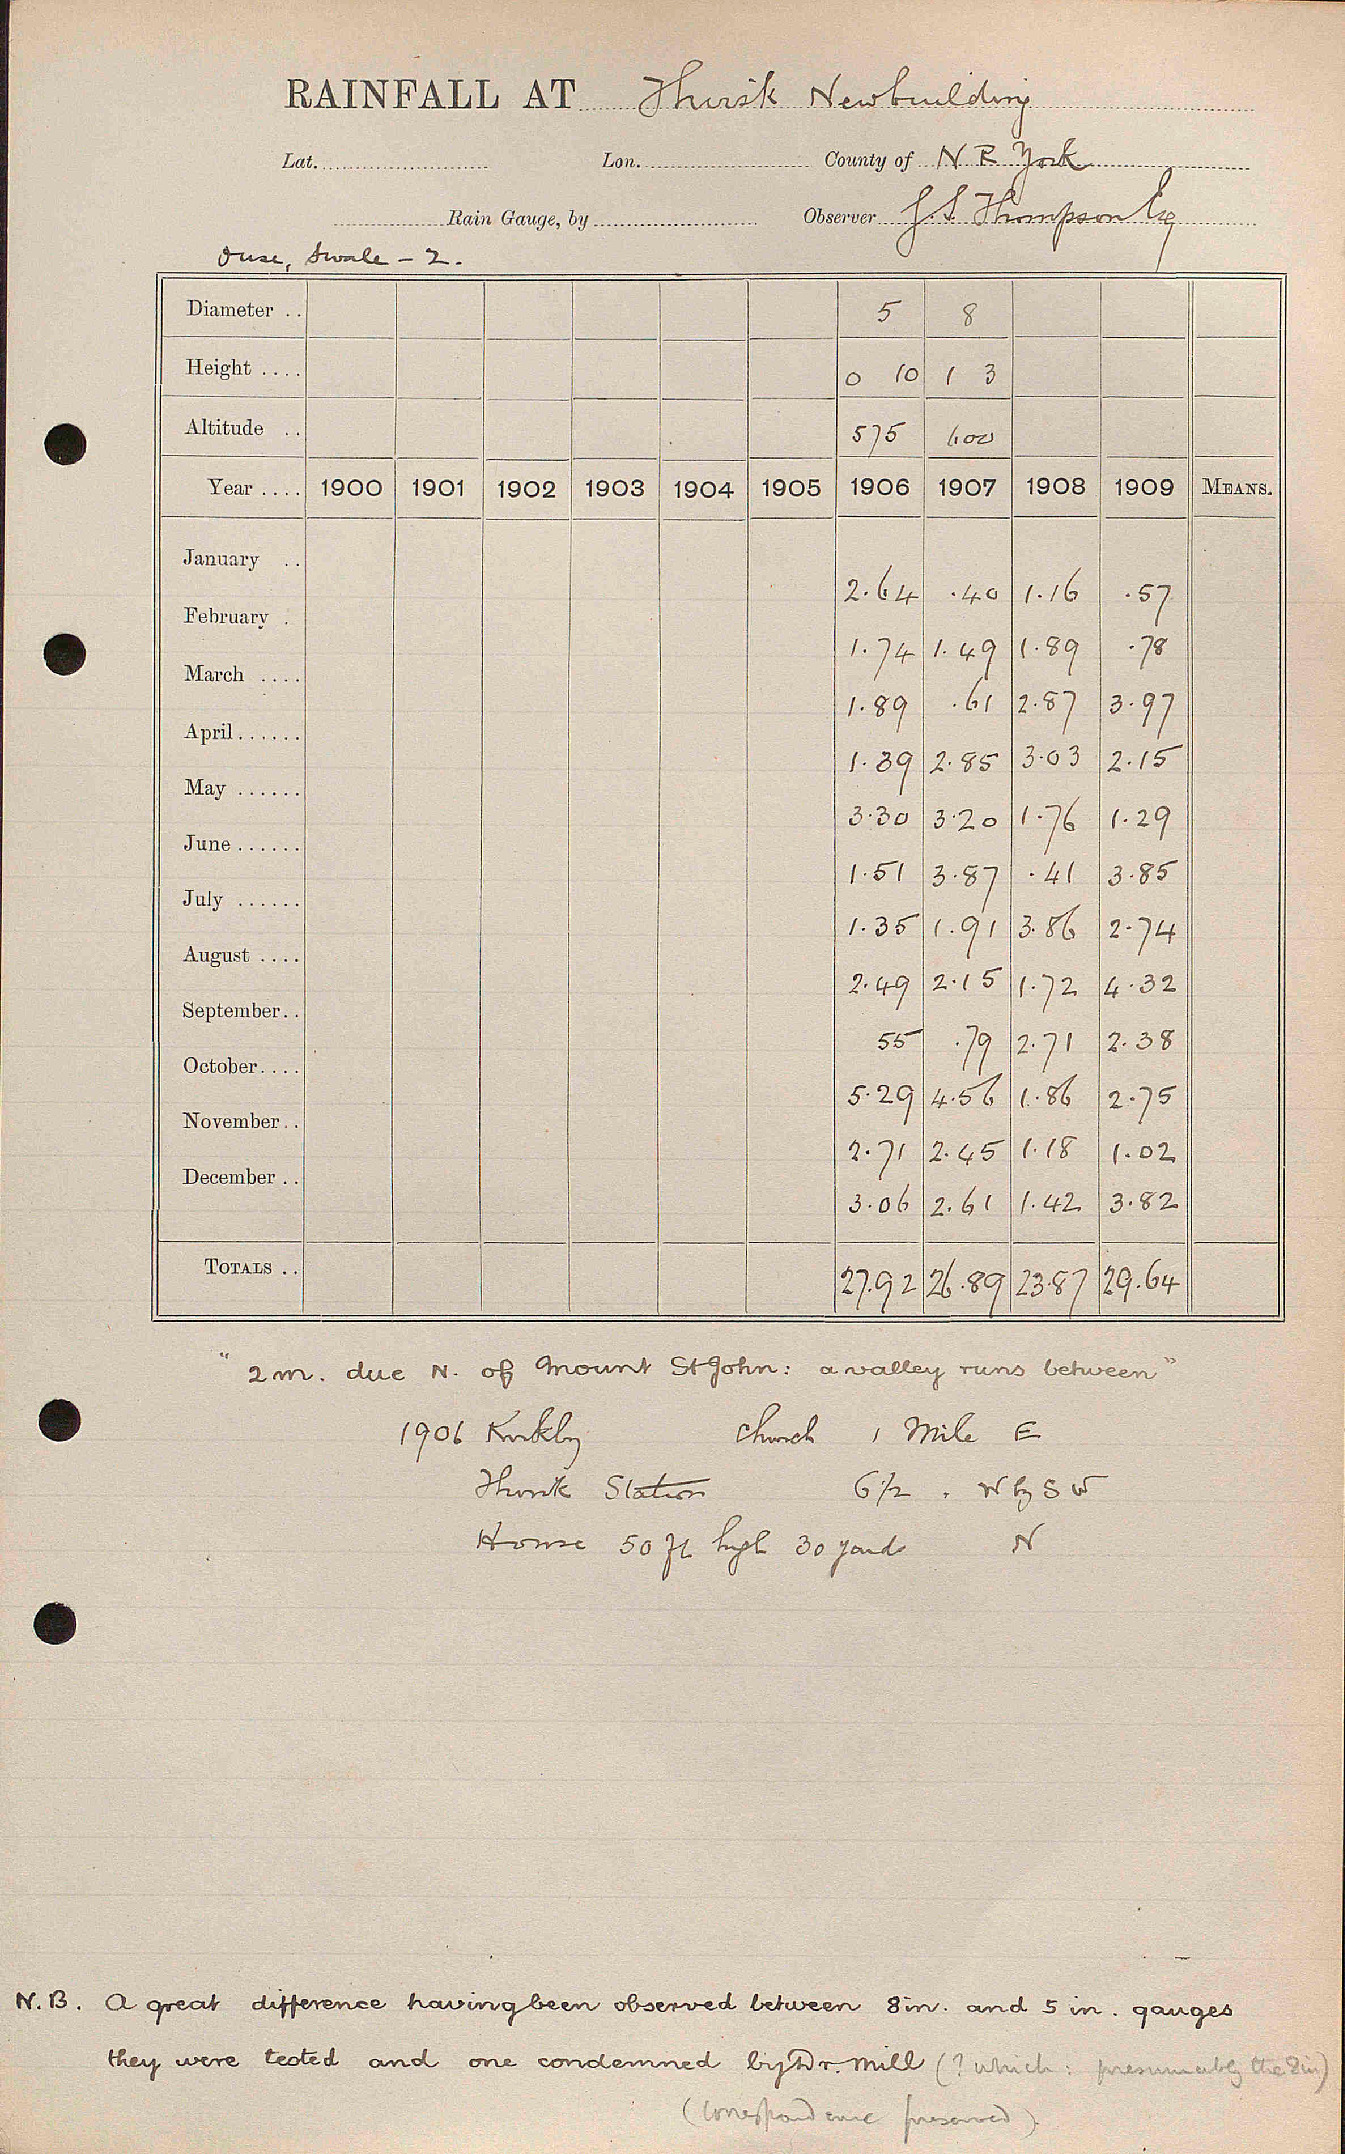 RAINFALL AT Thirsk Newbuilding
Lat. Lon. County of N R York
Rain Gauge, by Observer J. S. Thompson Esq
Ouse, Swale – 2.
Diameter .. 5 8
Height .... 0 10 1 3
Altitude .. 575 600
Year .... 1900 1901 1902 1903 1904 1905 1906 1907 1908 1909 MEANS.
January .. 2.64 .40 1.16 .57
February . 1.74 1.49 1.89 .78
March .... 1.89 .61 2.87 3.97
April...... 1.39 2.85 3.03 2.15
May ...... 3.30 3.20 1.76 1.29
June...... 1.51 3.87 .41 3.85
July ...... 1.35 1.91 3.86 2.74
August .... 2.49 2.15 1.72 4.32
September.. 55 .79 2.71 2.38
October.... 5.29 4.56 1.86 2.75
November.. 2.71 2.45 1.18 1.02
December .. 3.06 2.61 1.42 3.82
TOTALS .. 27.92 26.89 23.87 29.64
"2 m. due N. of Mount St John: a valley runs between"
1906 Kirkby Church 1 Mile E
Thirsk Station 6 1/2 . W by S W
House 50 ft high 30 yards N
N.B. A great difference having been observed between 8 in. and 5 in. gauges
they were tested and one condemned by Dr. Mill (? which: presumably the 8in)
(Correspondence preserved)